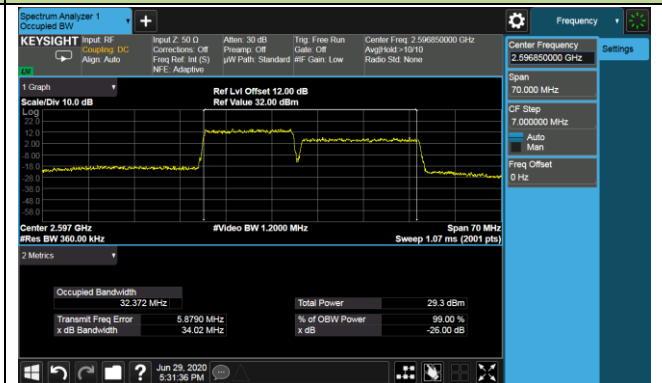 Spectrum Analyzer 1
Occupied BW
Frequency
KEYSIGHT
Input: RF
Coupling: DC
Align: Auto
Input Z: 50 Ω
Corrections: Off
Freq Ref: Int (S)
NFE: Adaptive
Atten: 30 dB
Preamp: Off
µW Path: Standard
Trig: Free Run
Gate: Off
#IF Gain: Low
Center Freq: 2.596850000 GHz
Avg|Hold:>10/10
Radio Std: None
LXI
Center Frequency
2.596850000 GHz
Settings
Span
70.000 MHz
CF Step
7.000000 MHz
Auto
Man
Freq Offset
0 Hz
1 Graph
Scale/Div 10.0 dB
Ref Lvl Offset 12.00 dB
Ref Value 32.00 dBm
Log
22.0
12.0
2.00
-8.00
-18.0
-28.0
-38.0
-48.0
-58.0
Center 2.597 GHz
#Video BW 1.2000 MHz
Span 70 MHz
#Res BW 360.00 kHz
Sweep 1.07 ms (2001 pts)
2 Metrics
Occupied Bandwidth
32.372 MHz
Total Power 29.3 dBm
Transmit Freq Error 5.8790 MHz
% of OBW Power 99.00 %
x dB Bandwidth 34.02 MHz
x dB -26.00 dB
Jun 29, 2020
5:31:36 PM